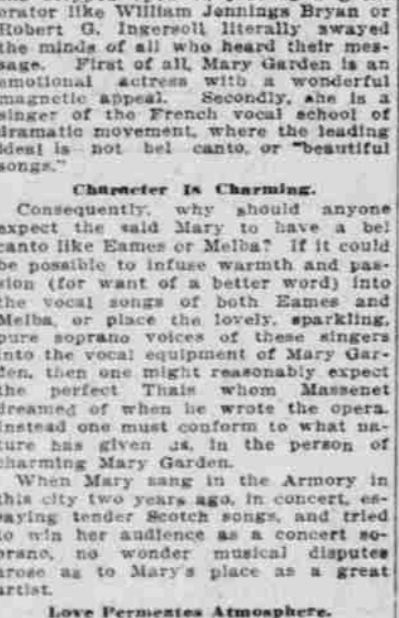 orator like William Jennings Bryan or
Robert G. Ingersoll literally swayed
the minds of all who heard their mes-
sage. First of all, Mary Garden is an
emotional actress with a wonderful
magnetic appeal. Secondly, she is a
singer of the French vocal school of
dramatic movement, where the leading
ideal is not bel canto, or "beautiful
songs."
Character Is Charming.
Consequently, why should anyone
expect the said Mary to have a bel
canto like Eames or Melba? If it could
be possible to infuse warmth and pas-
sion (for want of a better word) into
the vocal songs of both Eames and
Melba, or place the lovely, sparkling,
pure soprano voices of these singers
into the vocal equipment of Mary Gar-
den, then one might reasonably expect
the perfect Thais whom Massenet
dreamed of when he wrote the opera.
Instead one must conform to what na-
ture has given us, in the person of
charming Mary Garden.
When Mary sang in the Armory in
this city two years ago, in concert, es-
saying tender Scotch songs, and tried
to win her audience as a concert so-
prano, no wonder musical disputes
arose as to Mary's place as a great
artist.
Love Permeates Atmosphere.